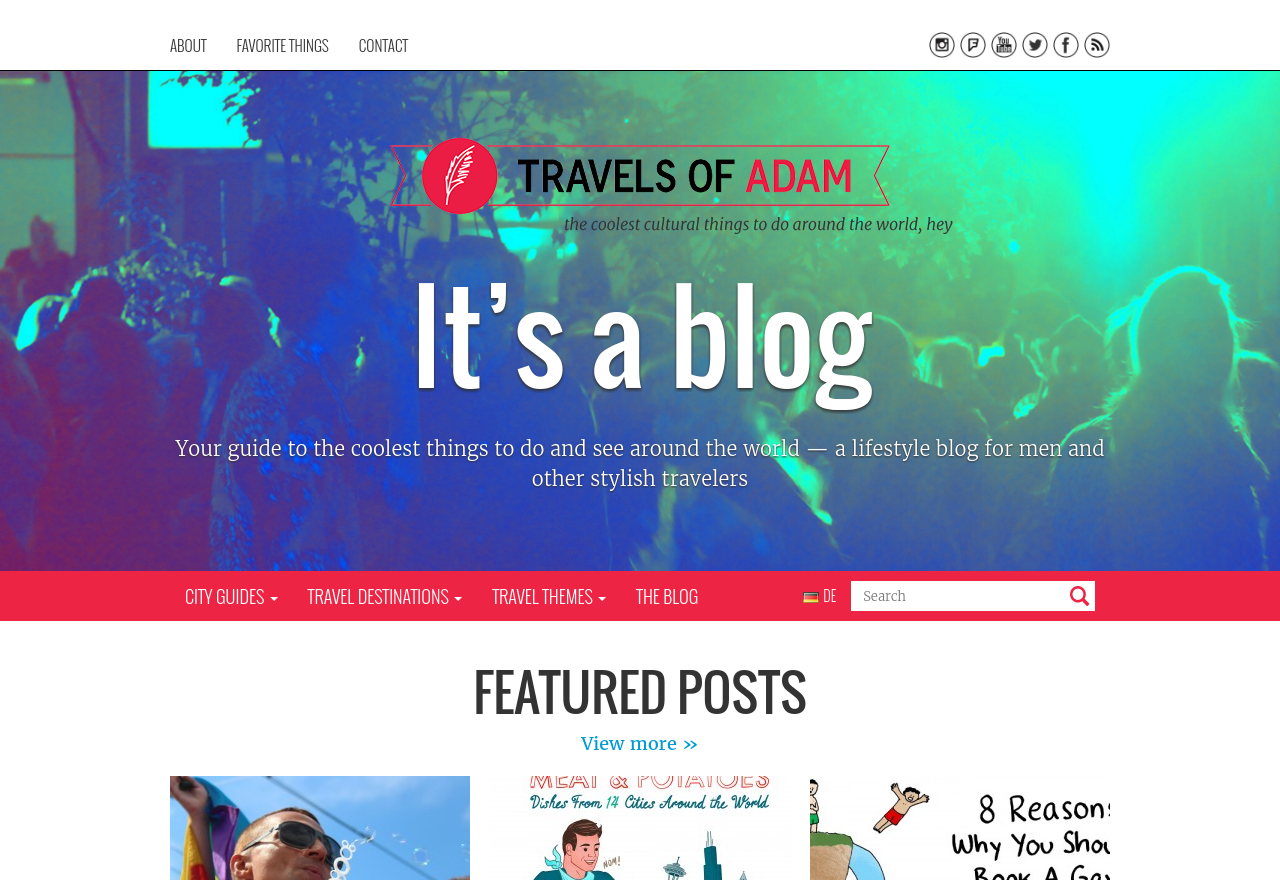 ABOUT FAVORITE THINGS CONTACT
TRAVELS OF ADAM
the coolest cultural things to do around the world, hey
It’s a blog
Your guide to the coolest things to do and see around the world — a lifestyle blog for men and
other stylish travelers
CITY GUIDES TRAVEL DESTINATIONS TRAVEL THEMES THE BLOG DE Search
FEATURED POSTS
View more »
MEAT & POTATOES
Dishes From 14 Cities Around the World
NOM!
8 Reasons
Why You Shou
Book A Ga